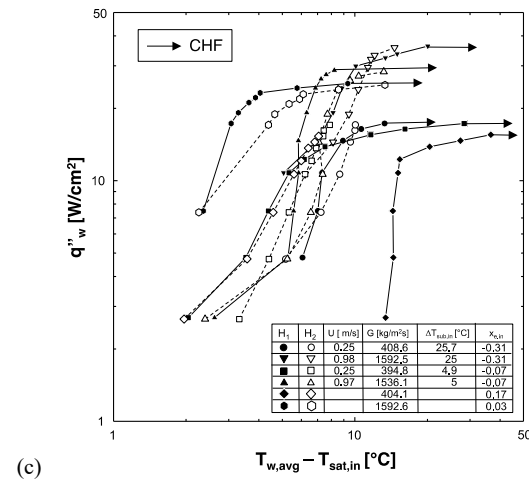 50
CHF
10
q"w [W/cm²]
1
1
10
50
Tw,avg – Tsat,in [°C]
H1 H2 U [ m/s] G [kg/m²s] ΔTsub,in [°C] xe,in
0.25 408.6 25.7 -0.31
0.98 1592.5 25 -0.31
0.25 394.8 4.9 -0.07
0.97 1536.1 5 -0.07
404.1 0.17
1592.6 0.03
(c)